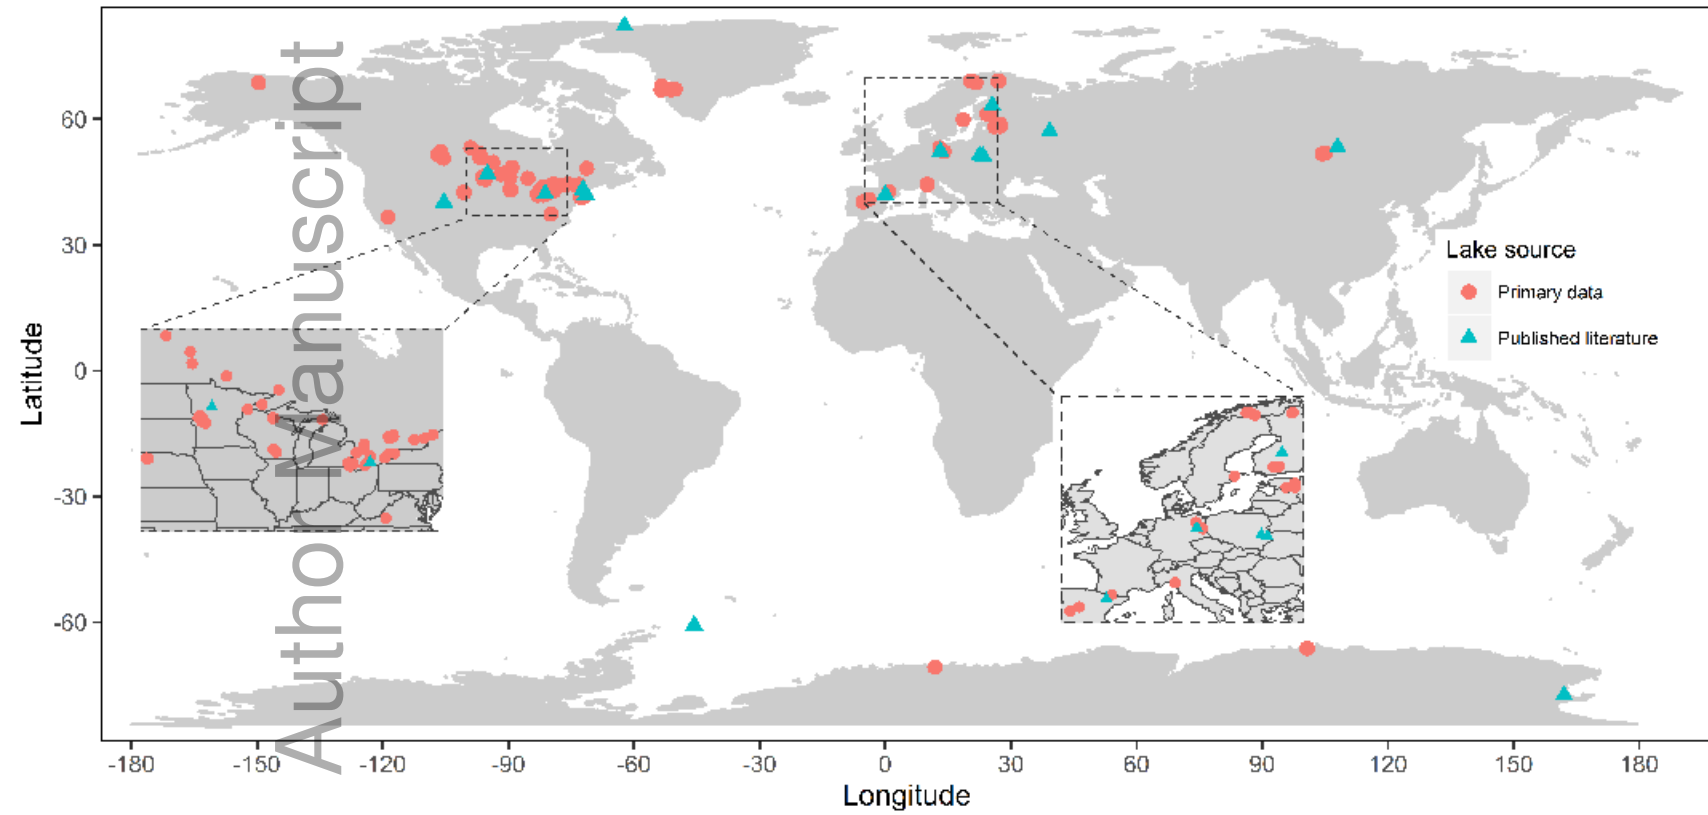 Author Manuscript
Latitude
60
30
0
-30
-60
Lake source
Primary data
Published literature
-180 -150 -120 -90 -60 -30 0 30 60 90 120 150 180
Longitude